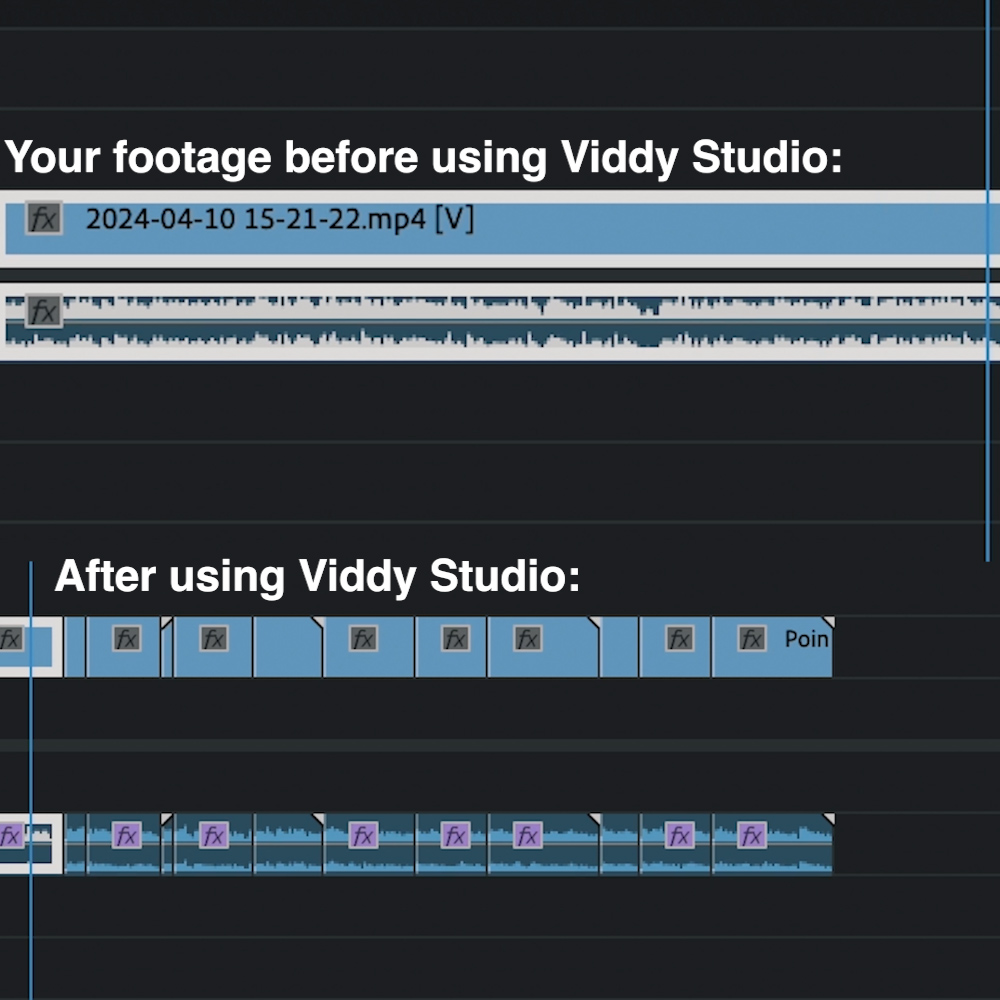 Your footage before using Viddy Studio:
fx 2024-04-10 15-21-22.mp4 [V]
fx
After using Viddy Studio:
fx fx fx fx fx fx fx fx Poin
fx fx fx fx fx fx fx fx